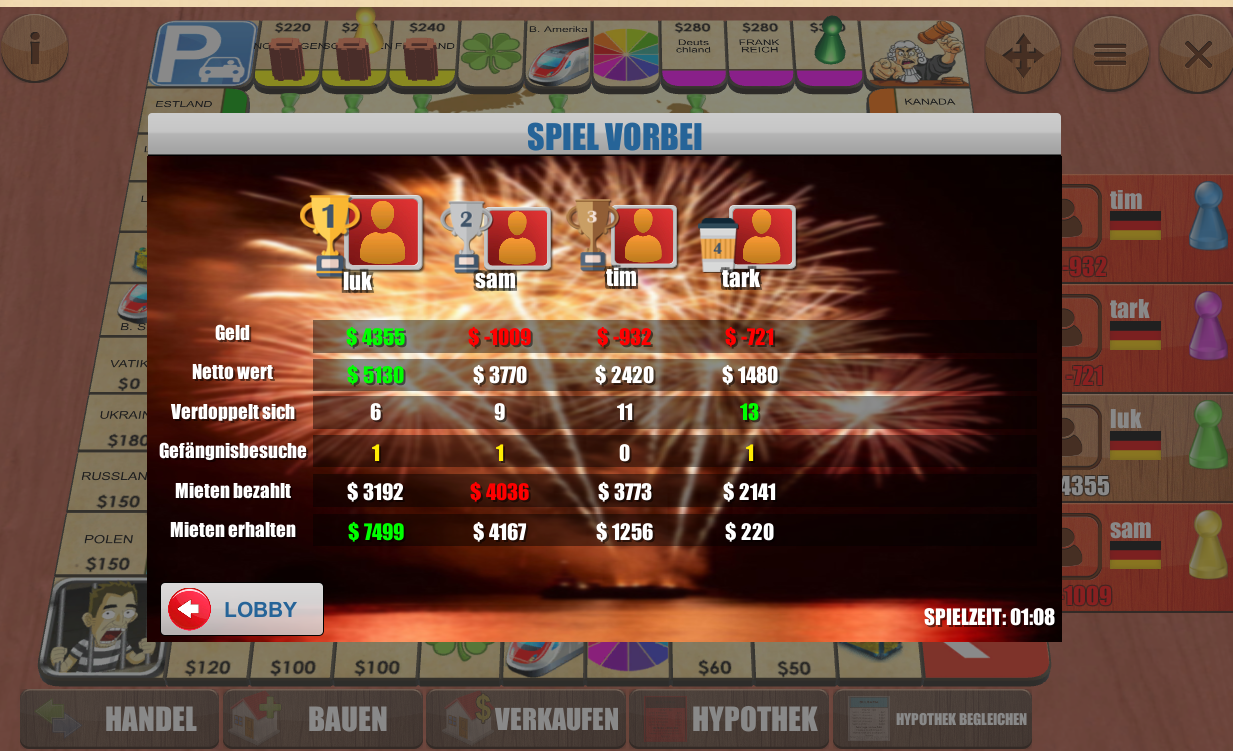 $220
$240
B. Amerika
$280
$280
Deuts
chland
FRANK
REICH
ESTLAND
KANADA
SPIEL VORBEI
1
2
3
4
luk
sam
tim
tark
tim
-932
Geld
$ 4355
$ -1009
$ -932
$ -721
tark
-721
Netto wert
$ 5130
$ 3770
$ 2420
$ 1480
VATIK
$0
Verdoppelt sich
6
9
11
13
luk
4355
UKRAIN
$180
Gefängnisbesuche
1
1
0
1
RUSSLAN
$150
Mieten bezahlt
$ 3192
$ 4036
$ 3773
$ 2141
Mieten erhalten
$ 7499
$ 4167
$ 1256
$ 220
sam
-1009
POLEN
$150
LOBBY
SPIELZEIT: 01:08
$120
$100
$100
$60
$50
HANDEL
BAUEN
VERKAUFEN
HYPOTHEK
HYPOTHEK BEGLEICHEN